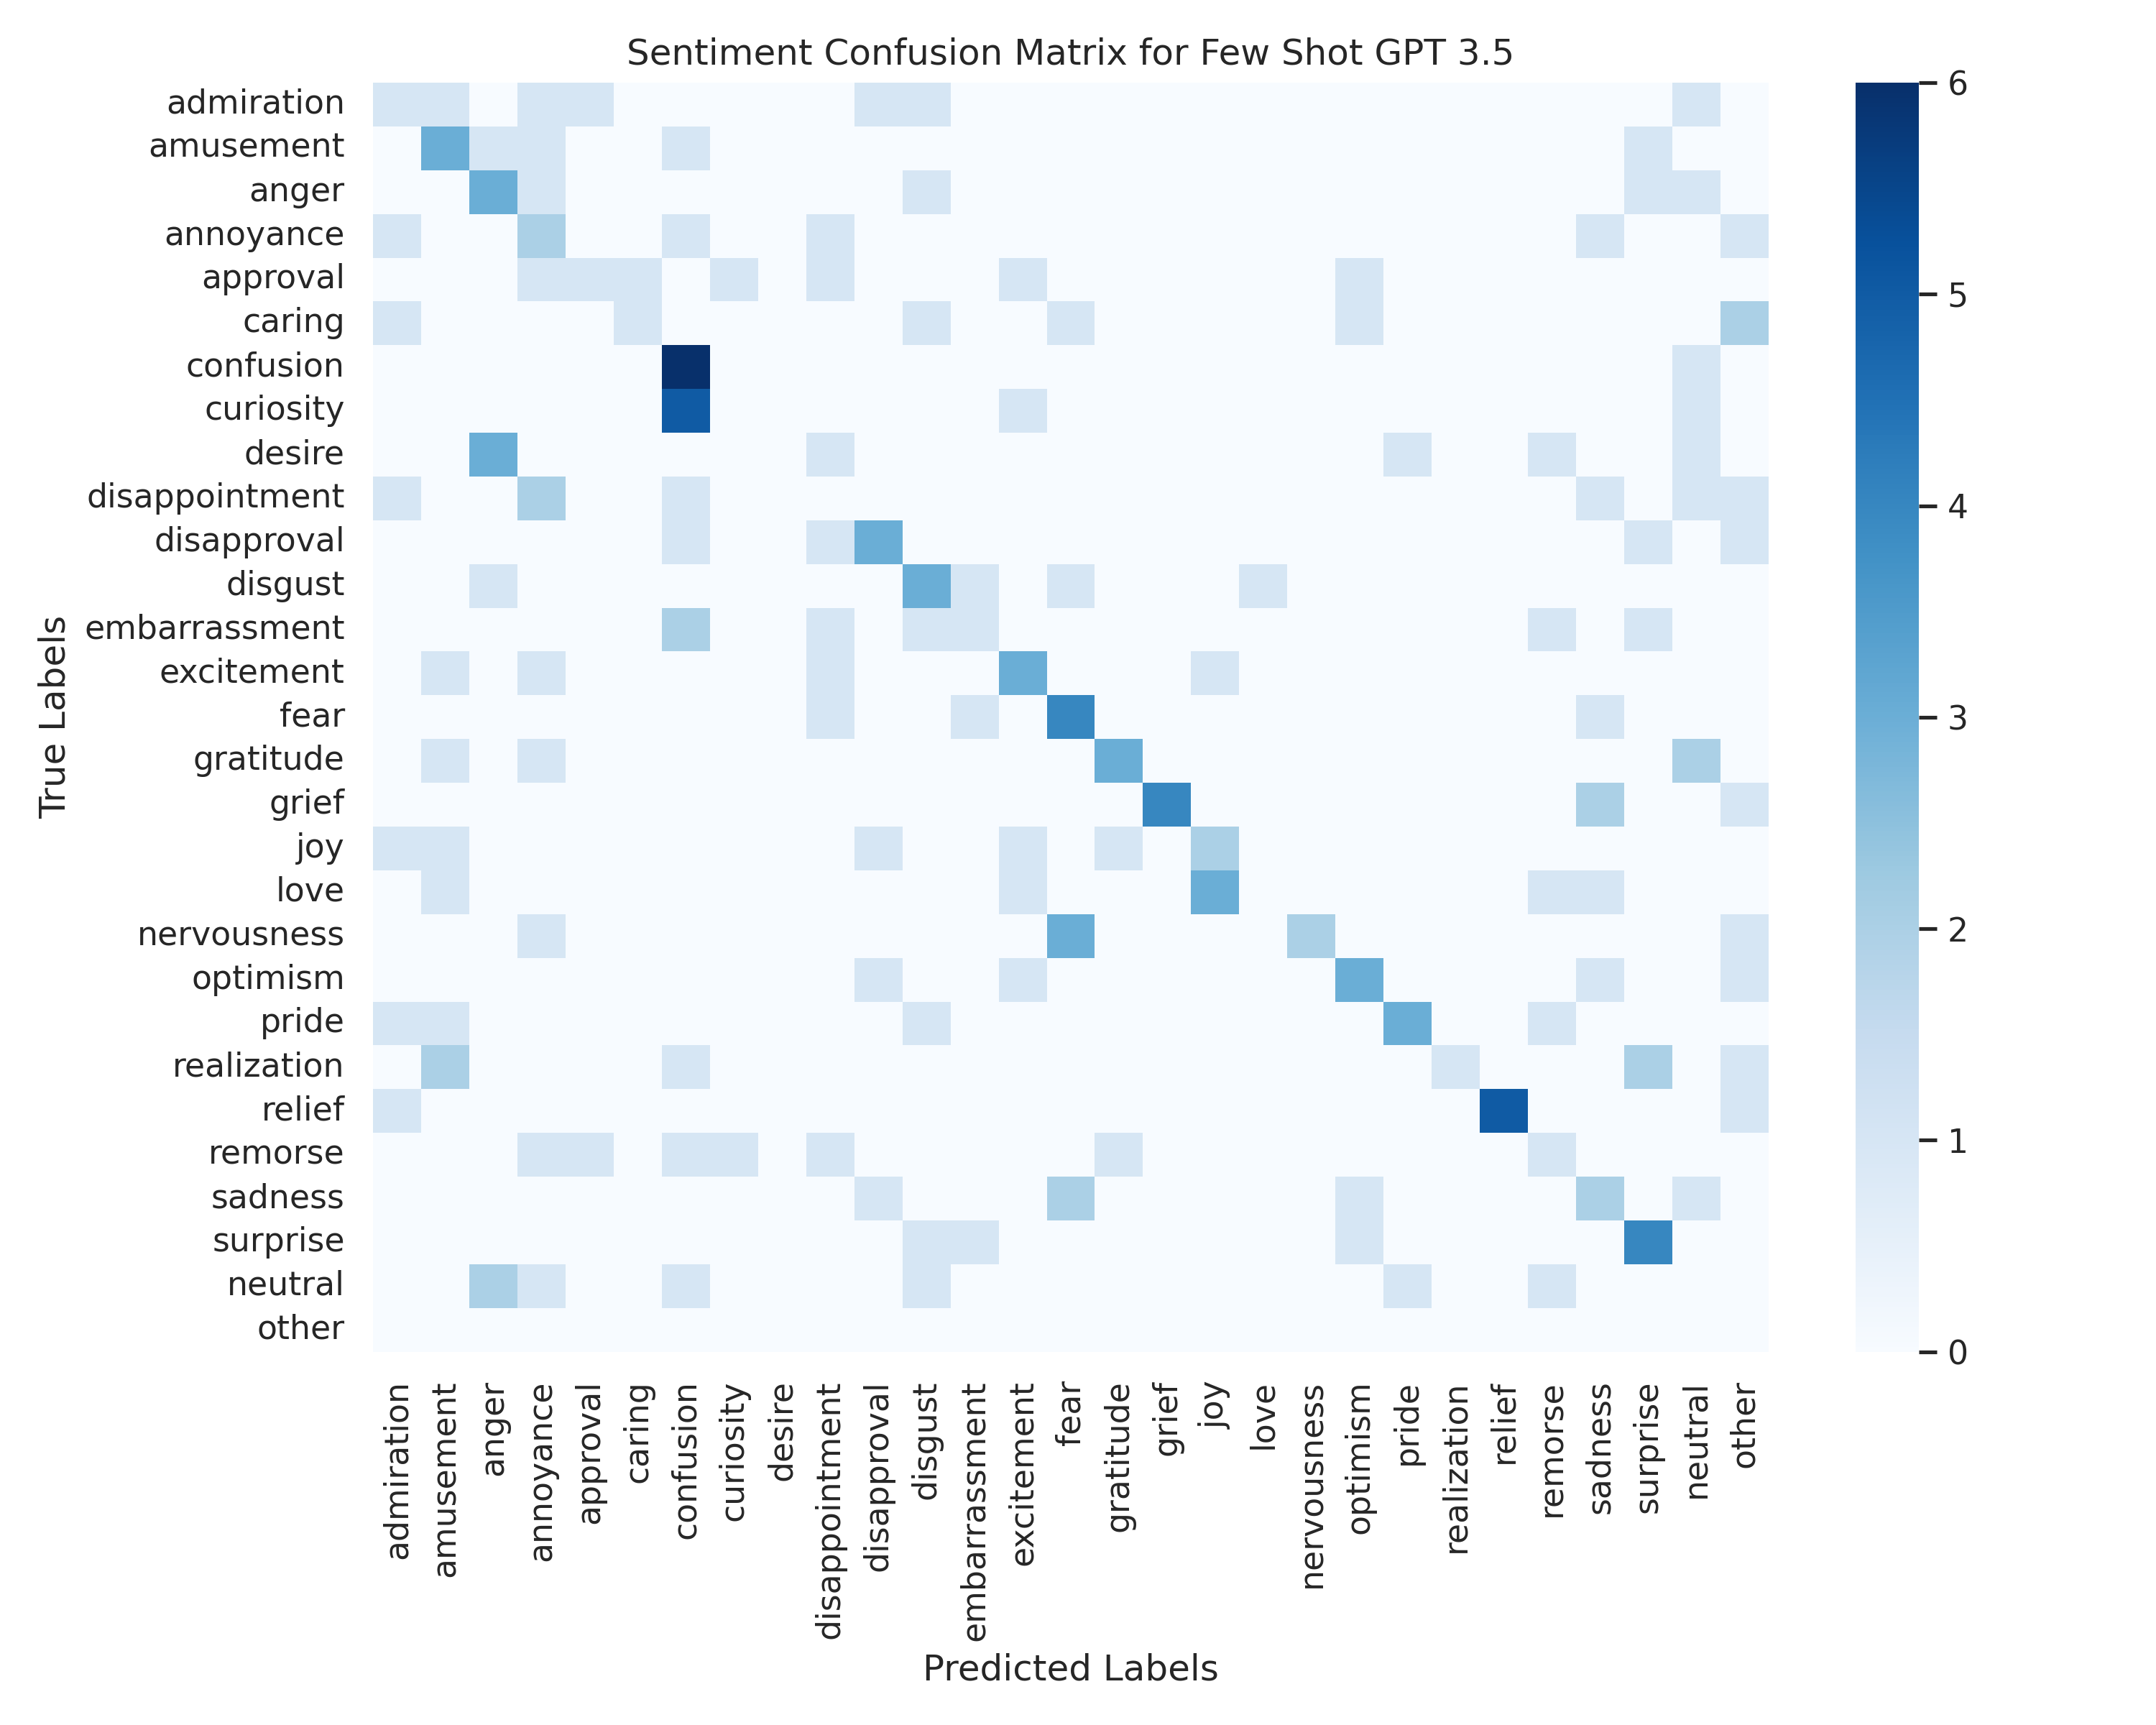 Sentiment Confusion Matrix for Few Shot GPT 3.5
True Labels
admiration
amusement
anger
annoyance
approval
caring
confusion
curiosity
desire
disappointment
disapproval
disgust
embarrassment
excitement
fear
gratitude
grief
joy
love
nervousness
optimism
pride
realization
relief
remorse
sadness
surprise
neutral
other
6
5
4
3
2
1
0
admiration
amusement
anger
annoyance
approval
caring
confusion
curiosity
desire
disappointment
disapproval
disgust
embarrassment
excitement
fear
gratitude
grief
joy
love
nervousness
optimism
pride
realization
relief
remorse
sadness
surprise
neutral
other
Predicted Labels